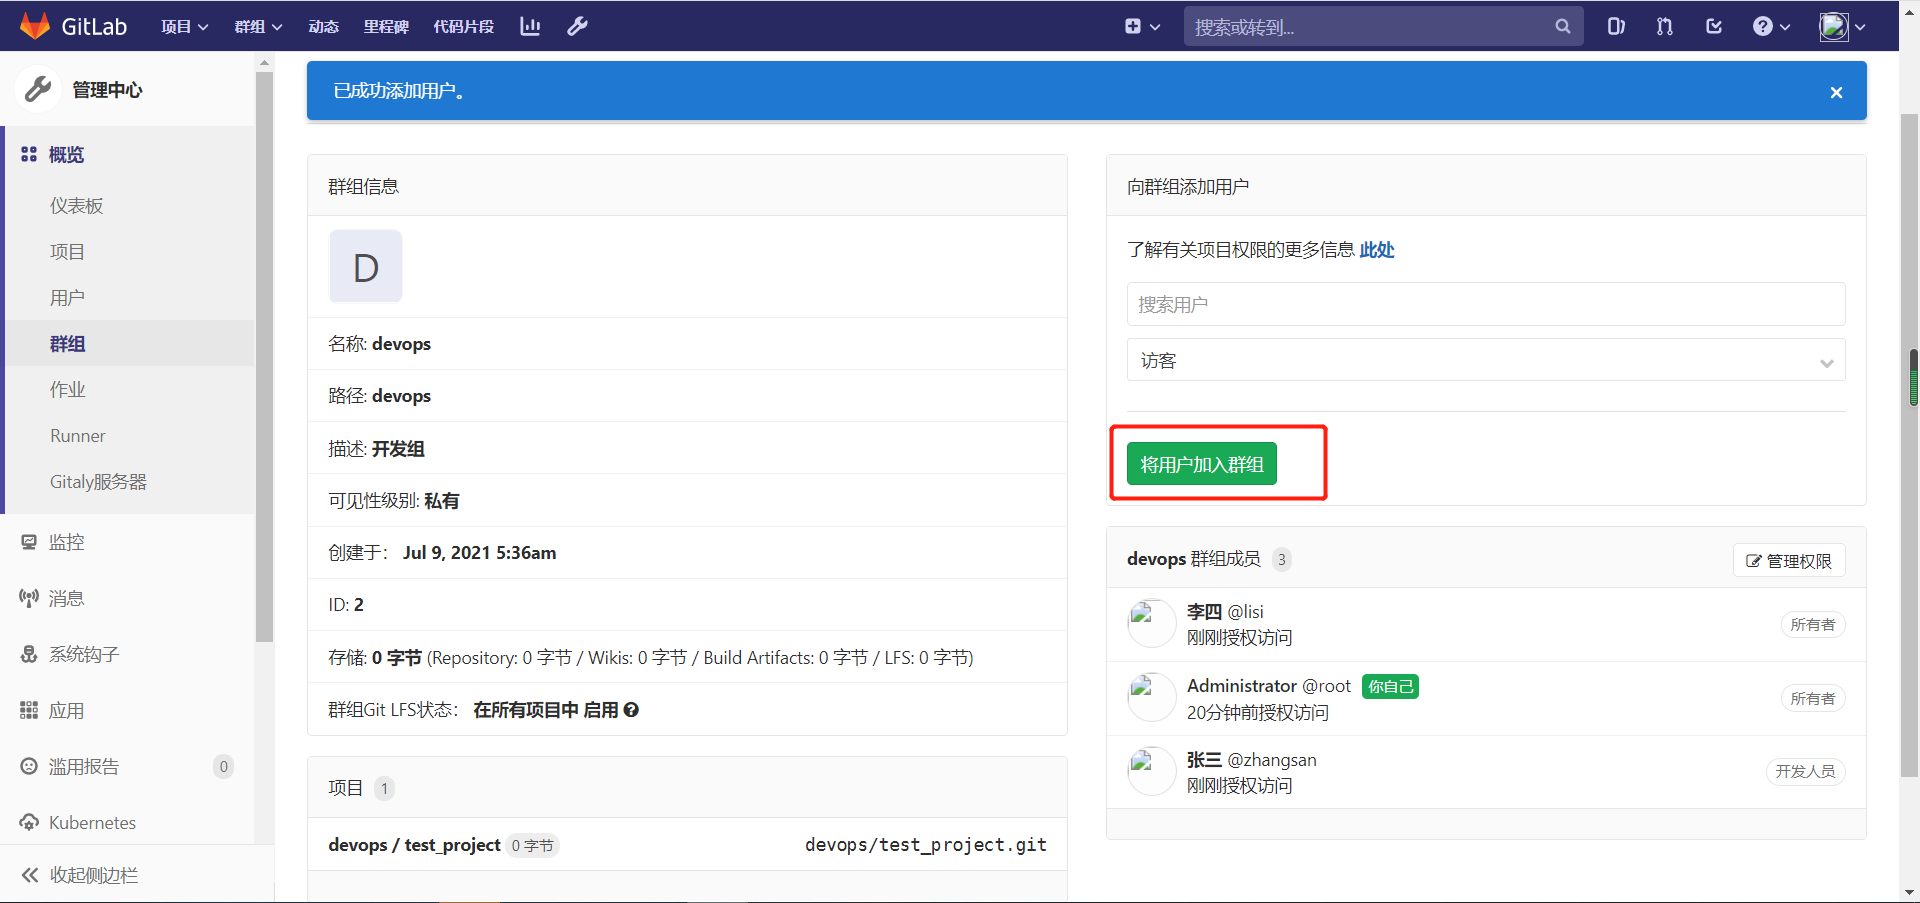 GitLab 项目 群组 动态 里程碑 代码片段 搜索或转到...
管理中心
概览
仪表板
项目
用户
群组
作业
Runner
Gitaly服务器
监控
消息
系统钩子
应用
滥用报告 0
Kubernetes
收起侧边栏
已成功添加用户。
群组信息
D
名称: devops
路径: devops
描述: 开发组
可见性级别: 私有
创建于: Jul 9, 2021 5:36am
ID: 2
存储: 0 字节 (Repository: 0 字节 / Wikis: 0 字节 / Build Artifacts: 0 字节 / LFS: 0 字节)
群组Git LFS状态: 在所有项目中 启用
项目 1
devops / test_project 0 字节 devops/test_project.git
向群组添加用户
了解有关项目权限的更多信息 此处
搜索用户
访客
将用户加入群组
devops 群组成员 3 管理权限
李四 @lisi
刚刚授权访问
所有者
Administrator @root 你自己
20分钟前授权访问
所有者
张三 @zhangsan
刚刚授权访问
开发人员